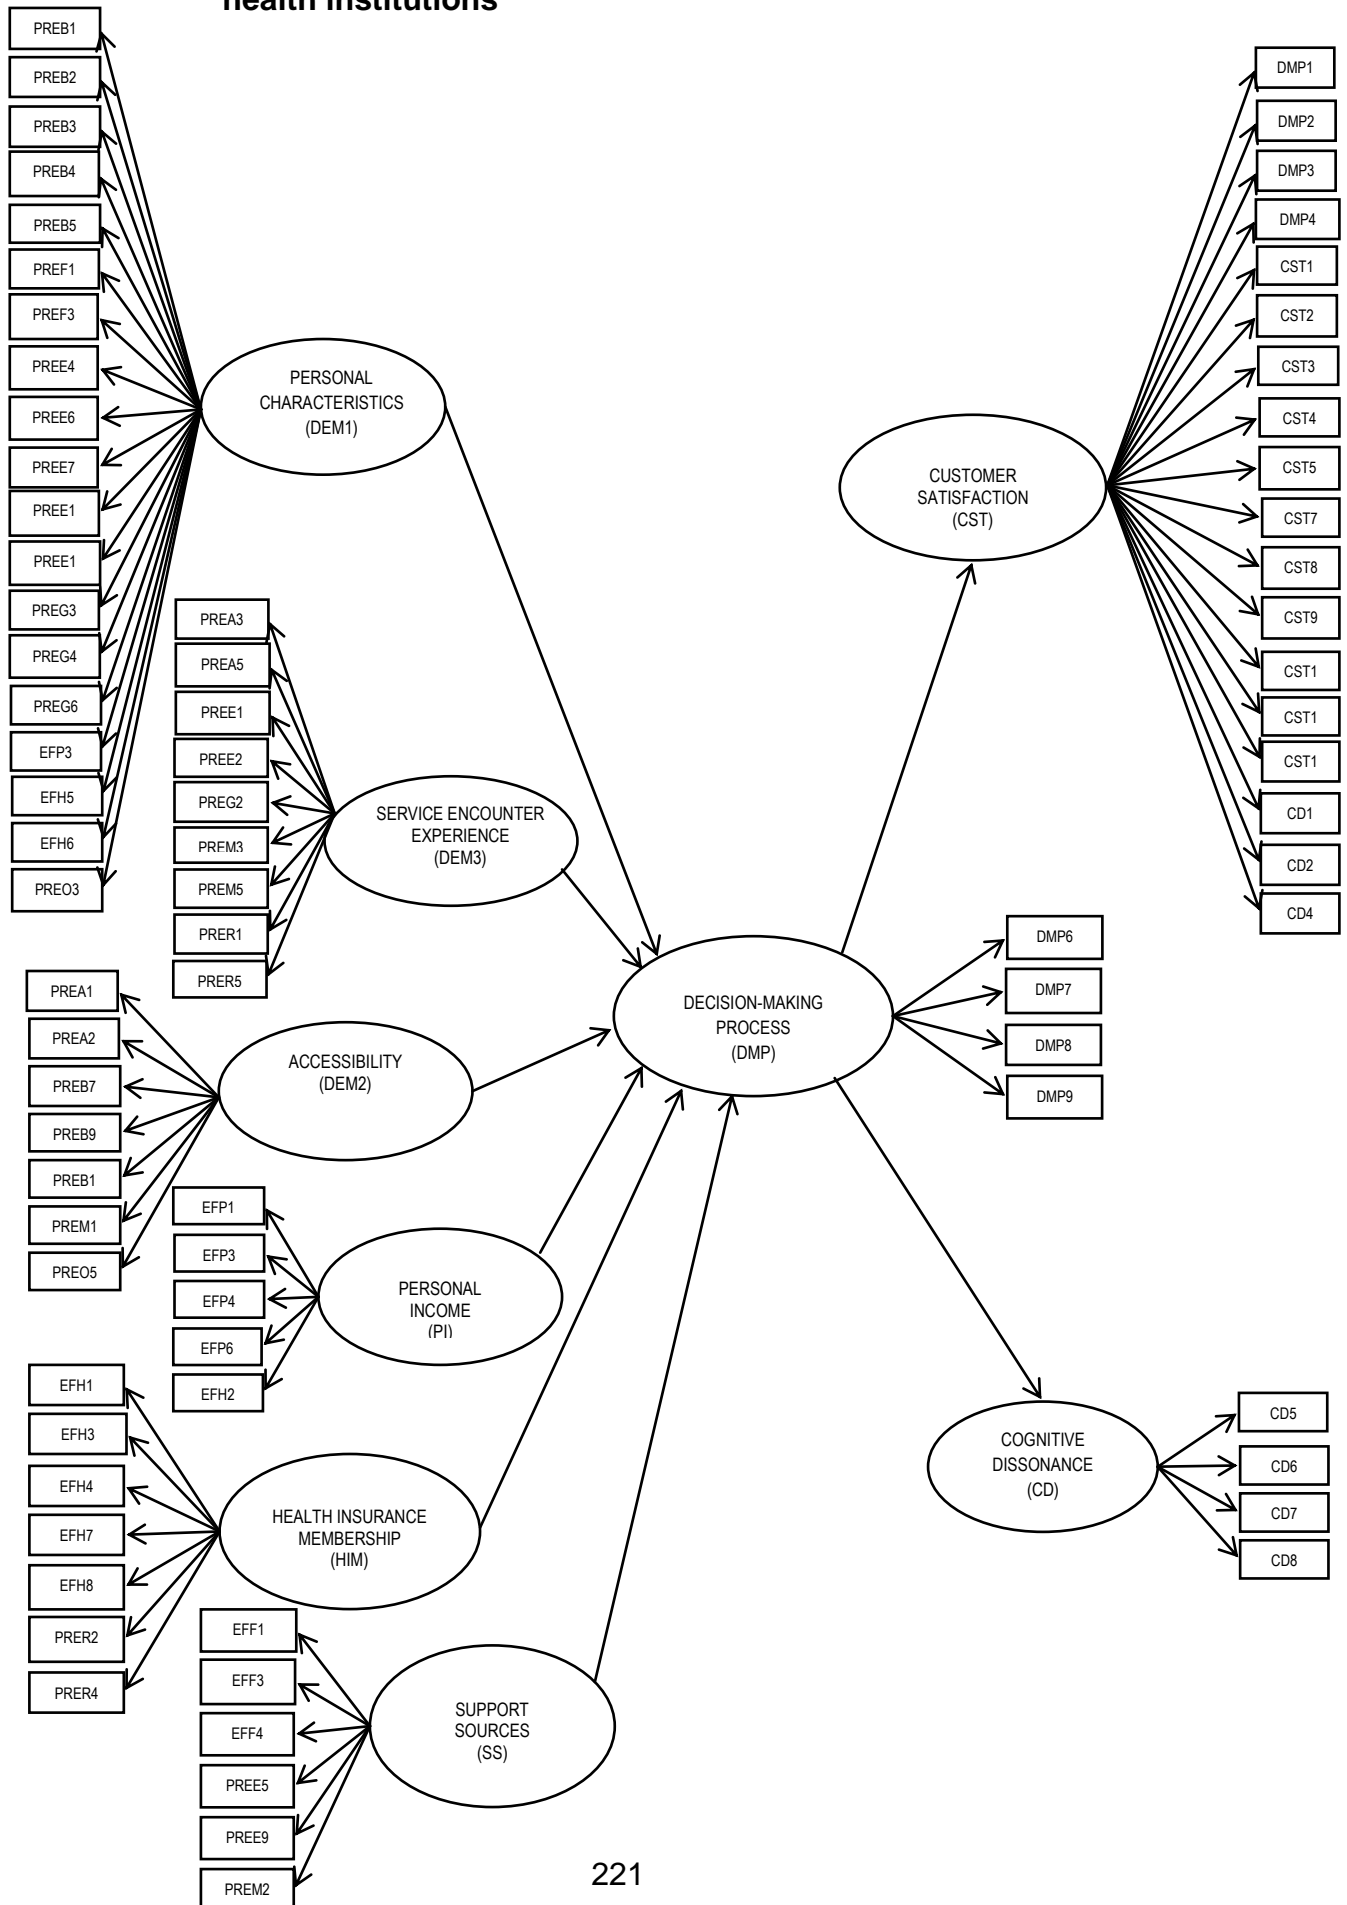 health institutions
PREB1
PREB2
PREB3
PREB4
PREB5
PREF1
PREF3
PREE4
PREE6
PREE7
PREE1
PREE1
PREG3
PREG4
PREG6
EFP3
EFH5
EFH6
PREO3
PERSONAL
CHARACTERISTICS
(DEM1)
PREA3
PREA5
PREE1
PREE2
PREG2
PREM3
PREM5
PRER1
PRER5
SERVICE ENCOUNTER
EXPERIENCE
(DEM3)
PREA1
PREA2
PREB7
PREB9
PREB1
PREM1
PREO5
ACCESSIBILITY
(DEM2)
EFP1
EFP3
EFP4
EFP6
EFH2
PERSONAL
INCOME
(PI)
EFH1
EFH3
EFH4
EFH7
EFH8
PRER2
PRER4
HEALTH INSURANCE
MEMBERSHIP
(HIM)
EFF1
EFF3
EFF4
PREE5
PREE9
PREM2
SUPPORT
SOURCES
(SS)
DECISION-MAKING
PROCESS
(DMP)
DMP6
DMP7
DMP8
DMP9
CUSTOMER
SATISFACTION
(CST)
DMP1
DMP2
DMP3
DMP4
CST1
CST2
CST3
CST4
CST5
CST7
CST8
CST9
CST1
CST1
CST1
CD1
CD2
CD4
COGNITIVE
DISSONANCE
(CD)
CD5
CD6
CD7
CD8
221